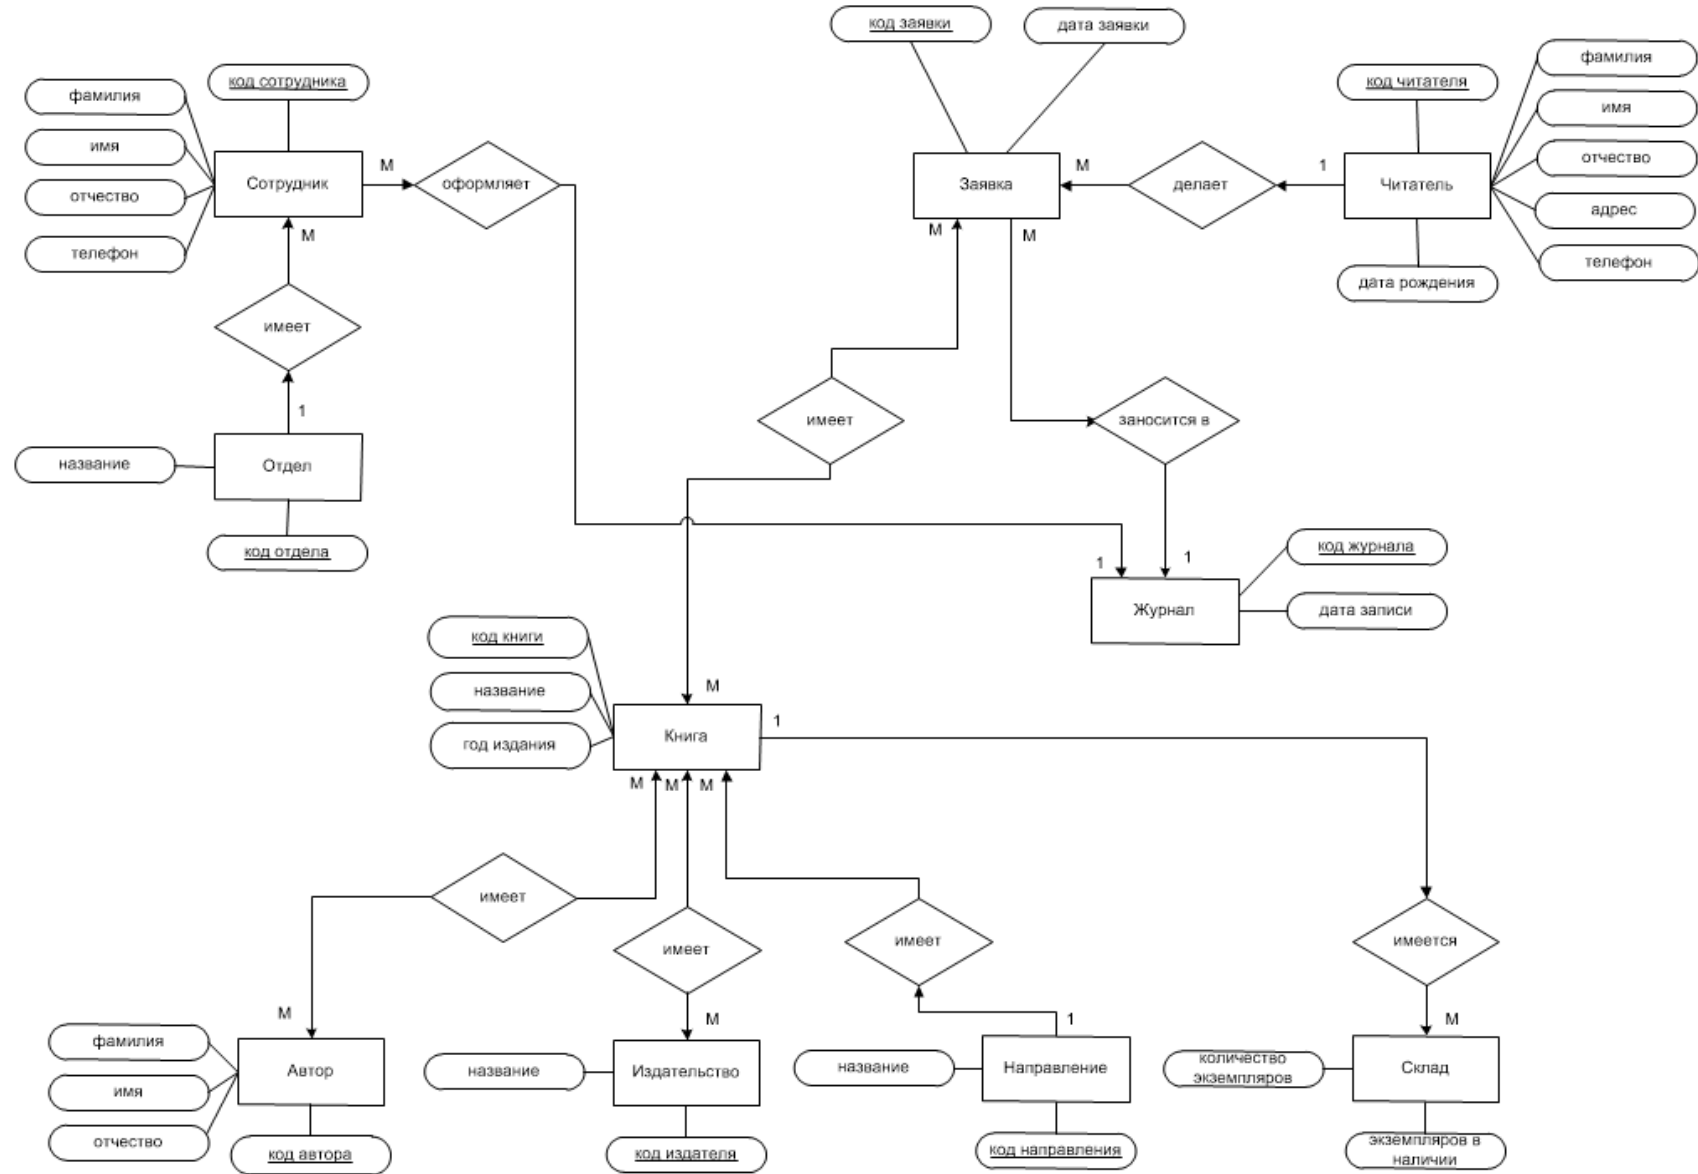 код заявки
дата заявки
код сотрудника
код читателя
фамилия
фамилия
имя
имя
отчество
отчество
телефон
адрес
телефон
дата рождения
Сотрудник
М
оформляет
Заявка
М
делает
1
Читатель
М
М
М
имеет
1
имеет
заносится в
название
Отдел
код отдела
1
1
код журнала
Журнал
дата записи
код книги
название
год издания
М
Книга
1
М
М
М
имеет
имеет
имеет
имеется
М
М
1
М
фамилия
имя
отчество
Автор
код автора
название
Издательство
код издателя
название
Направление
код направления
количество
экземпляров
Склад
экземпляров в
наличии